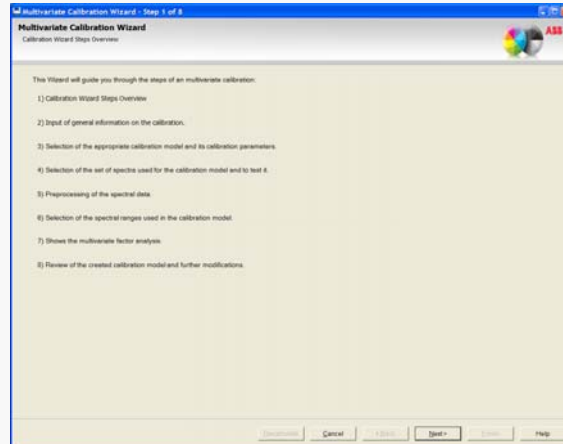 Multivariate Calibration Wizard - Step 1 of 8
Multivariate Calibration Wizard
Calibration Wizard Steps Overview
ABB
This Wizard will guide you through the steps of an multivariate calibration:
1) Calibration Wizard Steps Overview
2) Input of general information on the calibration.
3) Selection of the appropriate calibration model and its calibration parameters.
4) Selection of the set of spectra used for the calibration model and to test it.
5) Preprocessing of the spectral data.
6) Selection of the spectral ranges used in the calibration model.
7) Shows the multivariate factor analysis.
8) Review of the created calibration model and further modifications.
Cancel < Back Next > Help